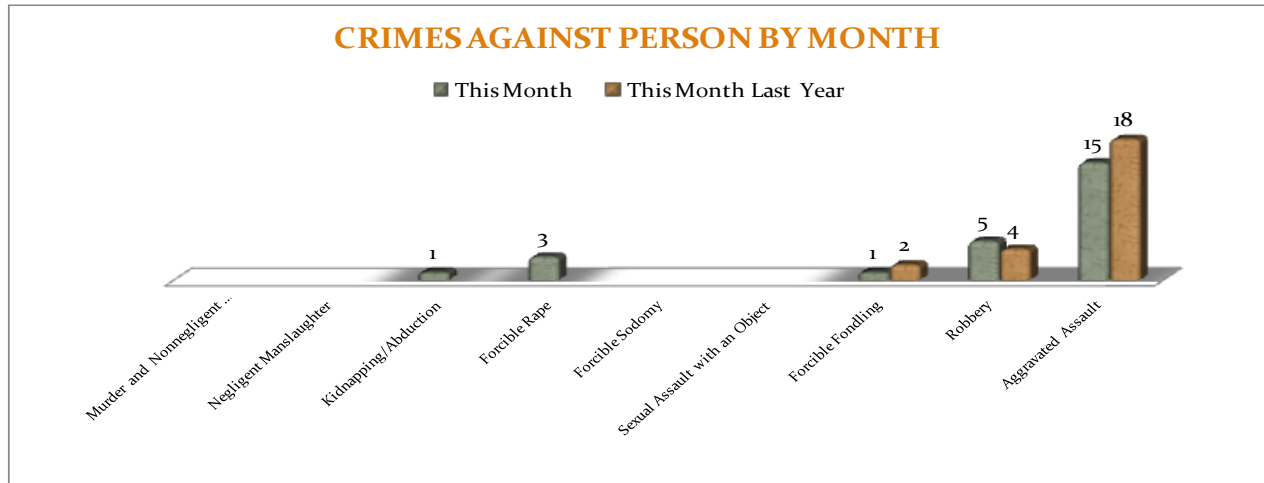 CRIMES AGAINST PERSON BY MONTH
This Month This Month Last Year
1
3
1
2
5
4
15
18
Murder and Nonnegligent ...
Negligent Manslaughter
Kidnapping/Abduction
Forcible Rape
Forcible Sodomy
Sexual Assault with an Object
Forcible Fondling
Robbery
Aggravated Assault